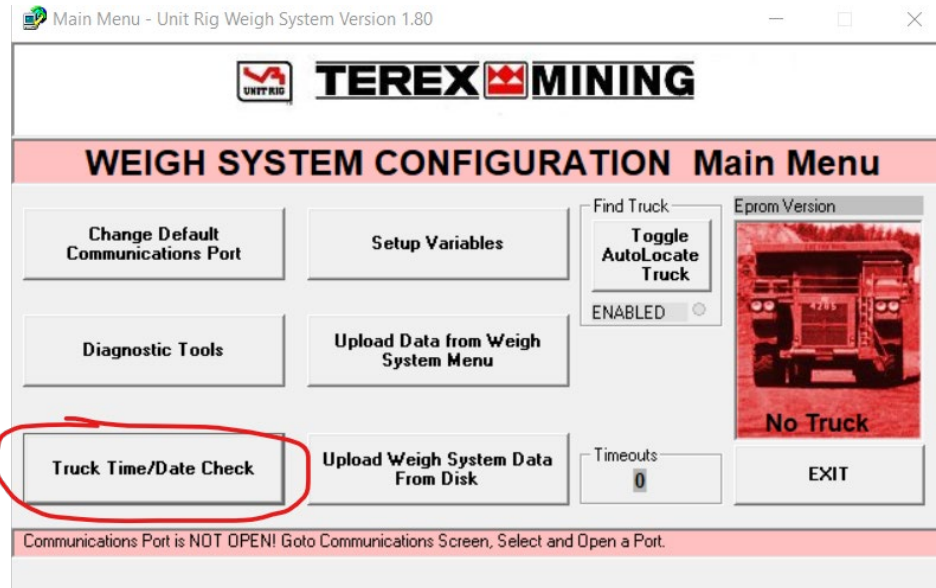 Main Menu - Unit Rig Weigh System Version 1.80
UNIT RIG
TEREX MINING
WEIGH SYSTEM CONFIGURATION Main Menu
Change Default
Communications Port
Setup Variables
Find Truck
Toggle
AutoLocate
Truck
ENABLED
Eprom Version
No Truck
Diagnostic Tools
Upload Data from Weigh
System Menu
Truck Time/Date Check
Upload Weigh System Data
From Disk
Timeouts
0
EXIT
Communications Port is NOT OPEN! Goto Communications Screen, Select and Open a Port.